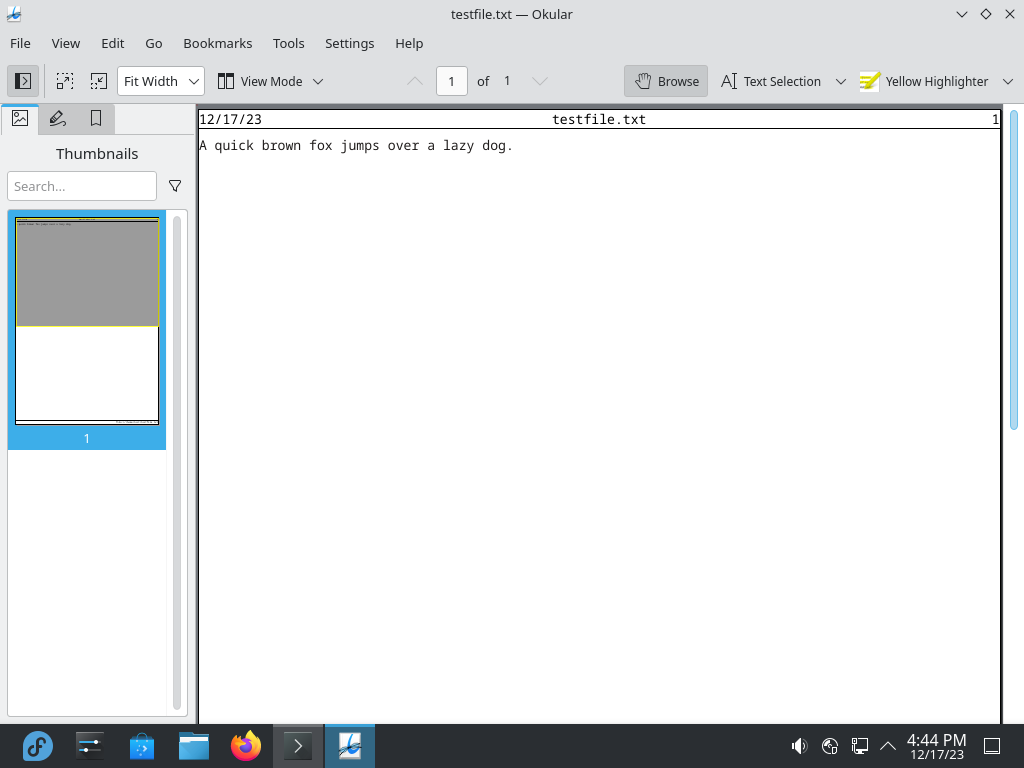 testfile.txt — Okular
File View Edit Go Bookmarks Tools Settings Help
Fit Width View Mode 1 of 1 Browse Text Selection Yellow Highlighter
Thumbnails
Search...
1
12/17/23 testfile.txt 1
A quick brown fox jumps over a lazy dog.
4:44 PM
12/17/23